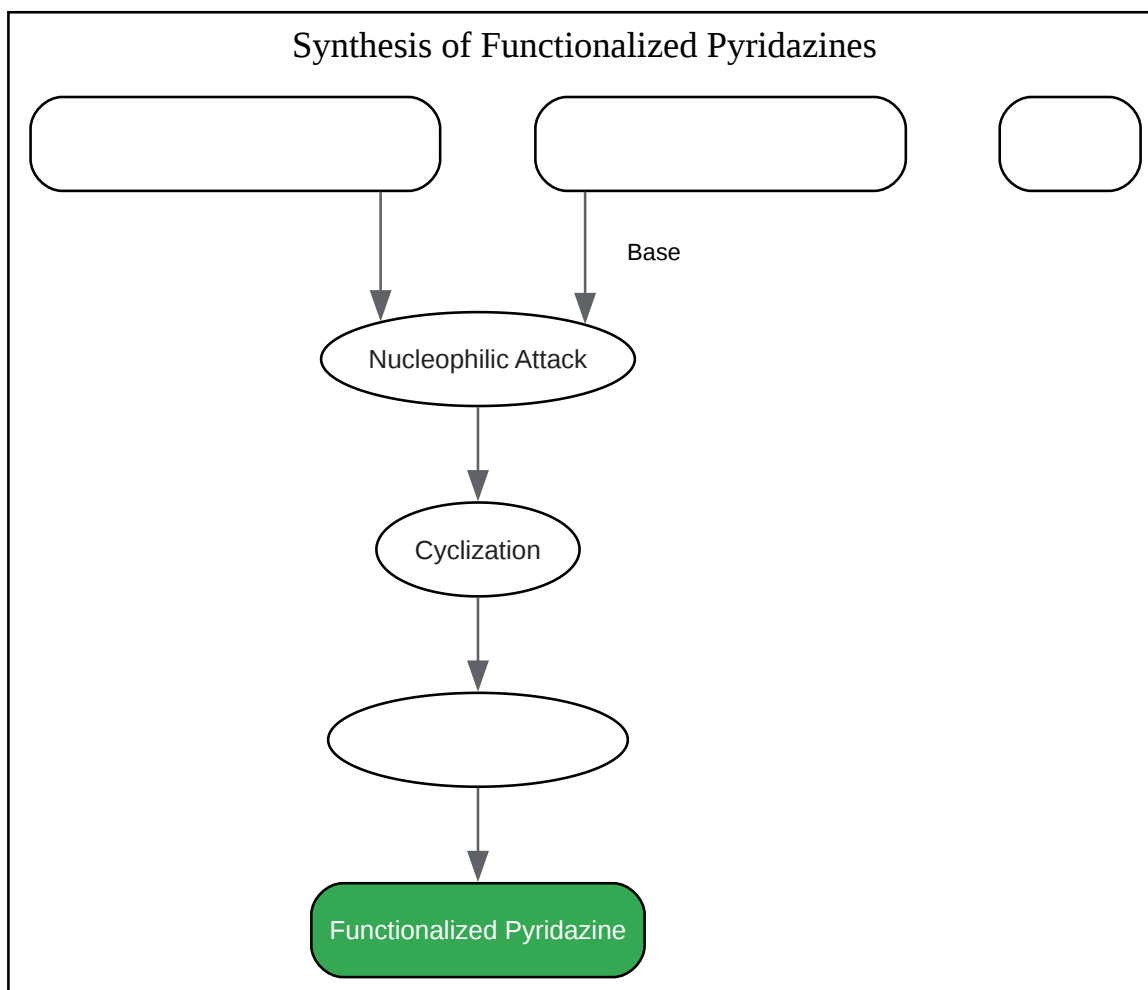 Synthesis of Functionalized Pyridazines
Base
Nucleophilic Attack
Cyclization
Functionalized Pyridazine